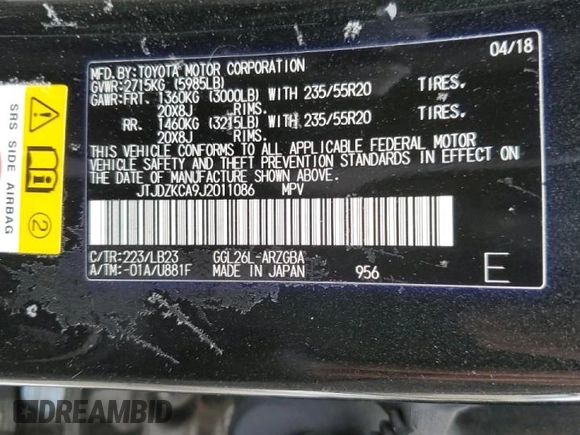 04/18
MFD.BY:TOYOTA MOTOR CORPORATION
GVWR:2715KG (5985LB)
GAWR:FRT. 1360KG (3000LB) WITH 235/55R20 TIRES.
20X8J RIMS.
RR. 1460KG (3215LB) WITH 235/55R20 TIRES.
20X8J RIMS.
THIS VEHICLE CONFORMS TO ALL APPLICABLE FEDERAL MOTOR
VEHICLE SAFETY AND THEFT PREVENTION STANDARDS IN EFFECT ON
THE DATE OF MANUFACTURE SHOWN ABOVE.
JTJDZKCA9J2011086 MPV
C/TR:223/LB23 GGL26L-ARZGBA
A/TM:-01A/U881F MADE IN JAPAN 956 E
SRS SIDE AIRBAG
2
DREAMBID